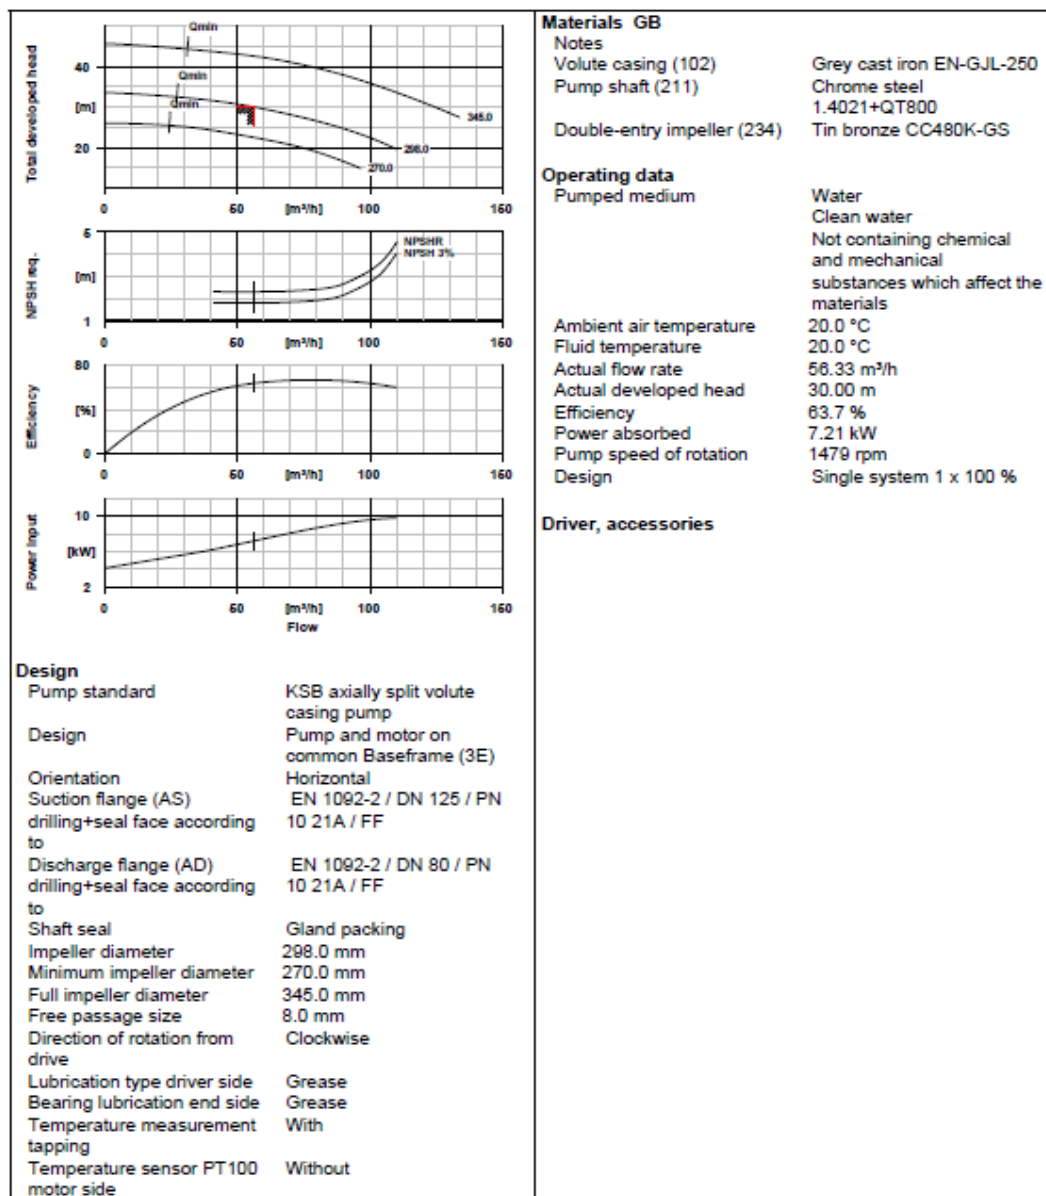 Total developed head
[m]
40
20
Qmin
Qmin
Qmin
345.0
298.0
270.0
0
50
[m³/h]
100
150
NPSH req.
5
[m]
1
NPSHR
NPSH 3%
0
50
[m³/h]
100
150
Efficiency
80
[%]
0
0
50
[m³/h]
100
150
Power Input
10
[kW]
2
0
50
[m³/h]
100
150
Flow
Design
Pump standard KSB axially split volute
casing pump
Design Pump and motor on
common Baseframe (3E)
Orientation Horizontal
Suction flange (AS) EN 1092-2 / DN 125 / PN
drilling+seal face according 10 21A / FF
to
Discharge flange (AD) EN 1092-2 / DN 80 / PN
drilling+seal face according 10 21A / FF
to
Shaft seal Gland packing
Impeller diameter 298.0 mm
Minimum impeller diameter 270.0 mm
Full impeller diameter 345.0 mm
Free passage size 8.0 mm
Direction of rotation from Clockwise
drive
Lubrication type driver side Grease
Bearing lubrication end side Grease
Temperature measurement With
tapping
Temperature sensor PT100 Without
motor side
Materials GB
Notes
Volute casing (102) Grey cast iron EN-GJL-250
Pump shaft (211) Chrome steel
1.4021+QT800
Double-entry impeller (234) Tin bronze CC480K-GS
Operating data
Pumped medium Water
Clean water
Not containing chemical
and mechanical
substances which affect the
materials
Ambient air temperature 20.0 °C
Fluid temperature 20.0 °C
Actual flow rate 56.33 m³/h
Actual developed head 30.00 m
Efficiency 63.7 %
Power absorbed 7.21 kW
Pump speed of rotation 1479 rpm
Design Single system 1 x 100 %
Driver, accessories